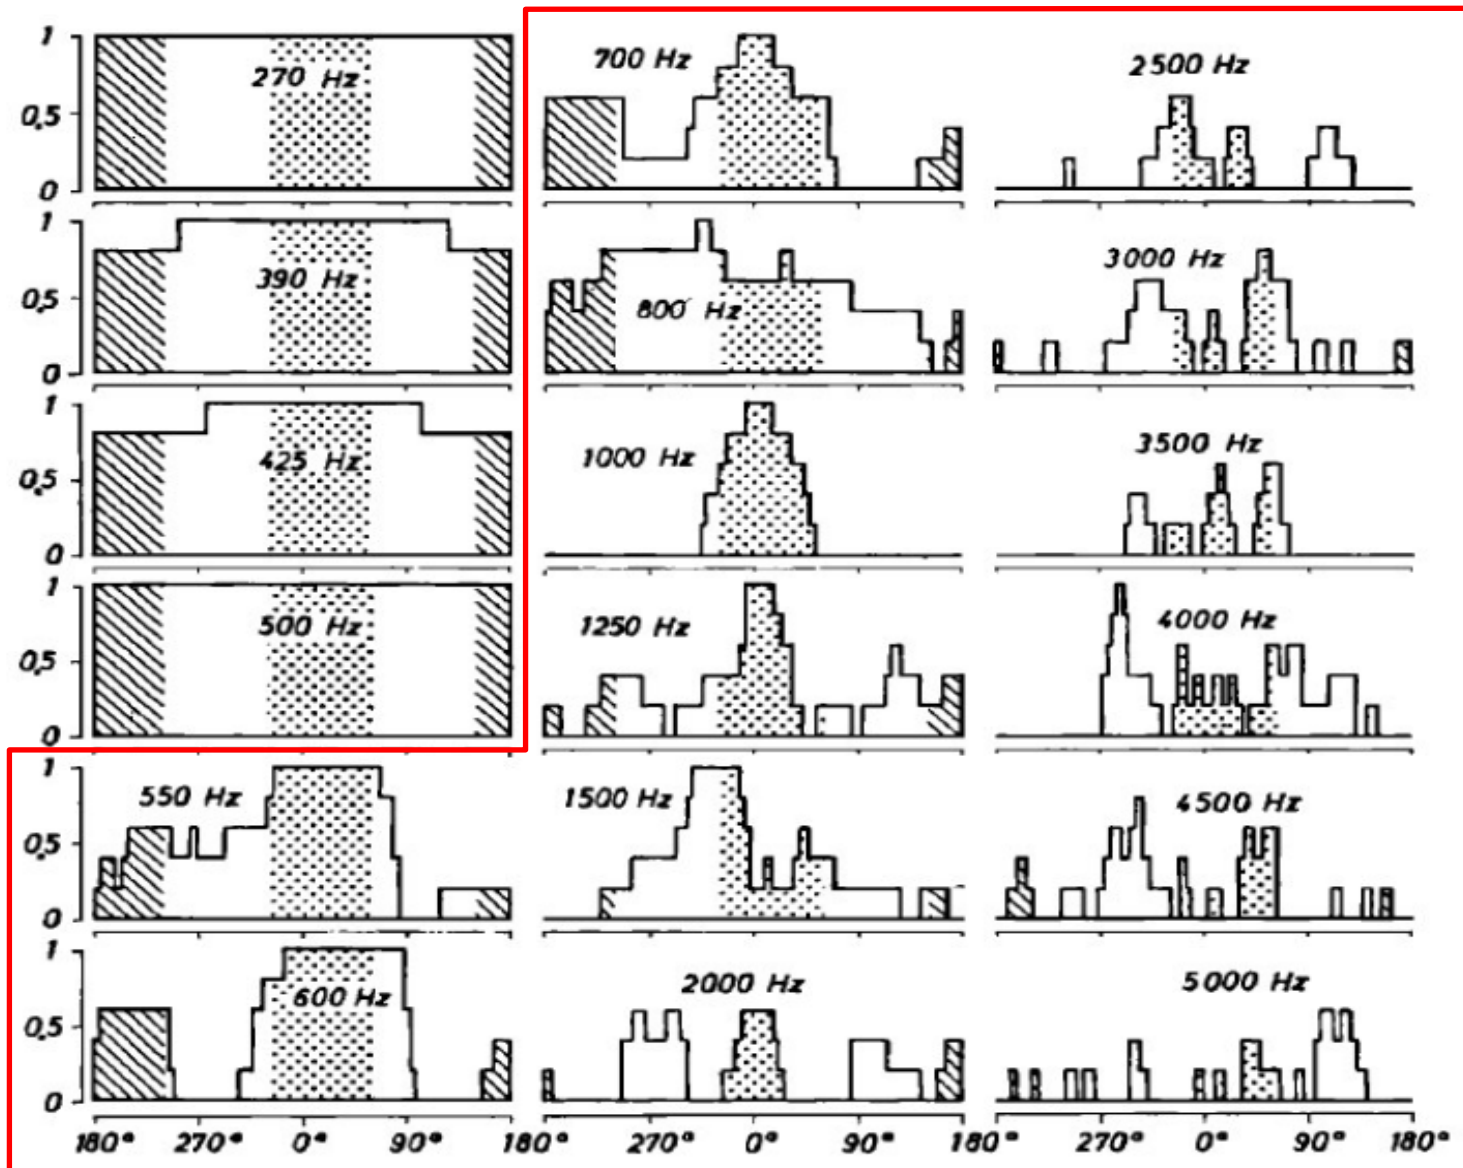 1
0,5
0
270 Hz
1
0,5
0
390 Hz
1
0,5
0
425 Hz
1
0,5
0
500 Hz
1
0,5
0
550 Hz
1
0,5
0
600 Hz
180° 270° 0° 90° 180°
700 Hz
800 Hz
1000 Hz
1250 Hz
1500 Hz
2000 Hz
270° 0° 90° 180°
2500 Hz
3000 Hz
3500 Hz
4000 Hz
4500 Hz
5000 Hz
270° 0° 90° 180°